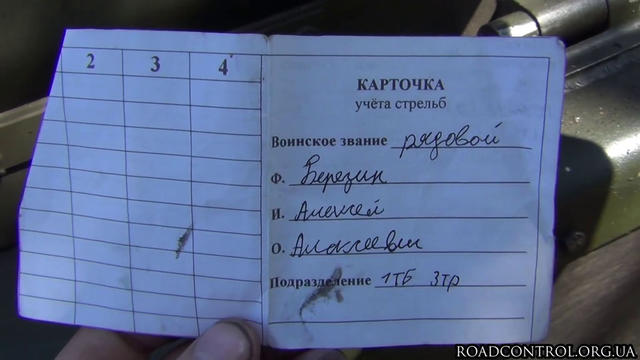 2 3 4
КАРТОЧКА
учёта стрельб
Воинское звание рядовой
Ф. Березин
И. Алексей
О. Алексеевич
Подразделение 1ТБ 3тр
ROADCONTROL.ORG.UA